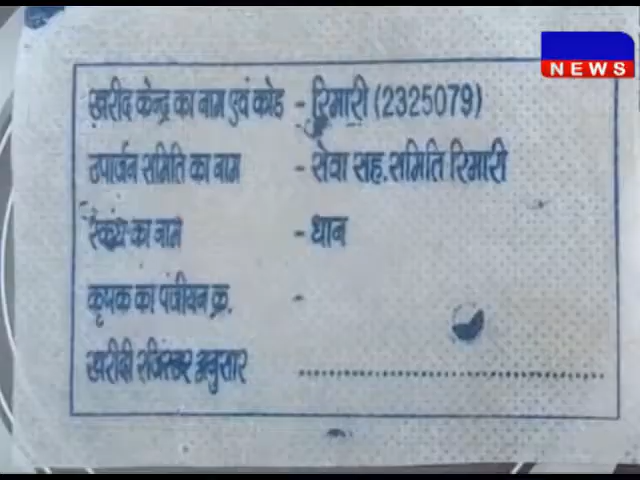 NEWS
खरीद केन्द्र का नाम एवं कोड - रिमारी (2325079)
उपार्जन समिति का नाम - सेवा सह. समिति रिमारी
स्कंध का नाम - धान
कृषक का पंजीयन क्र. -
खरीदी रजिस्टर अनुसार ........................................